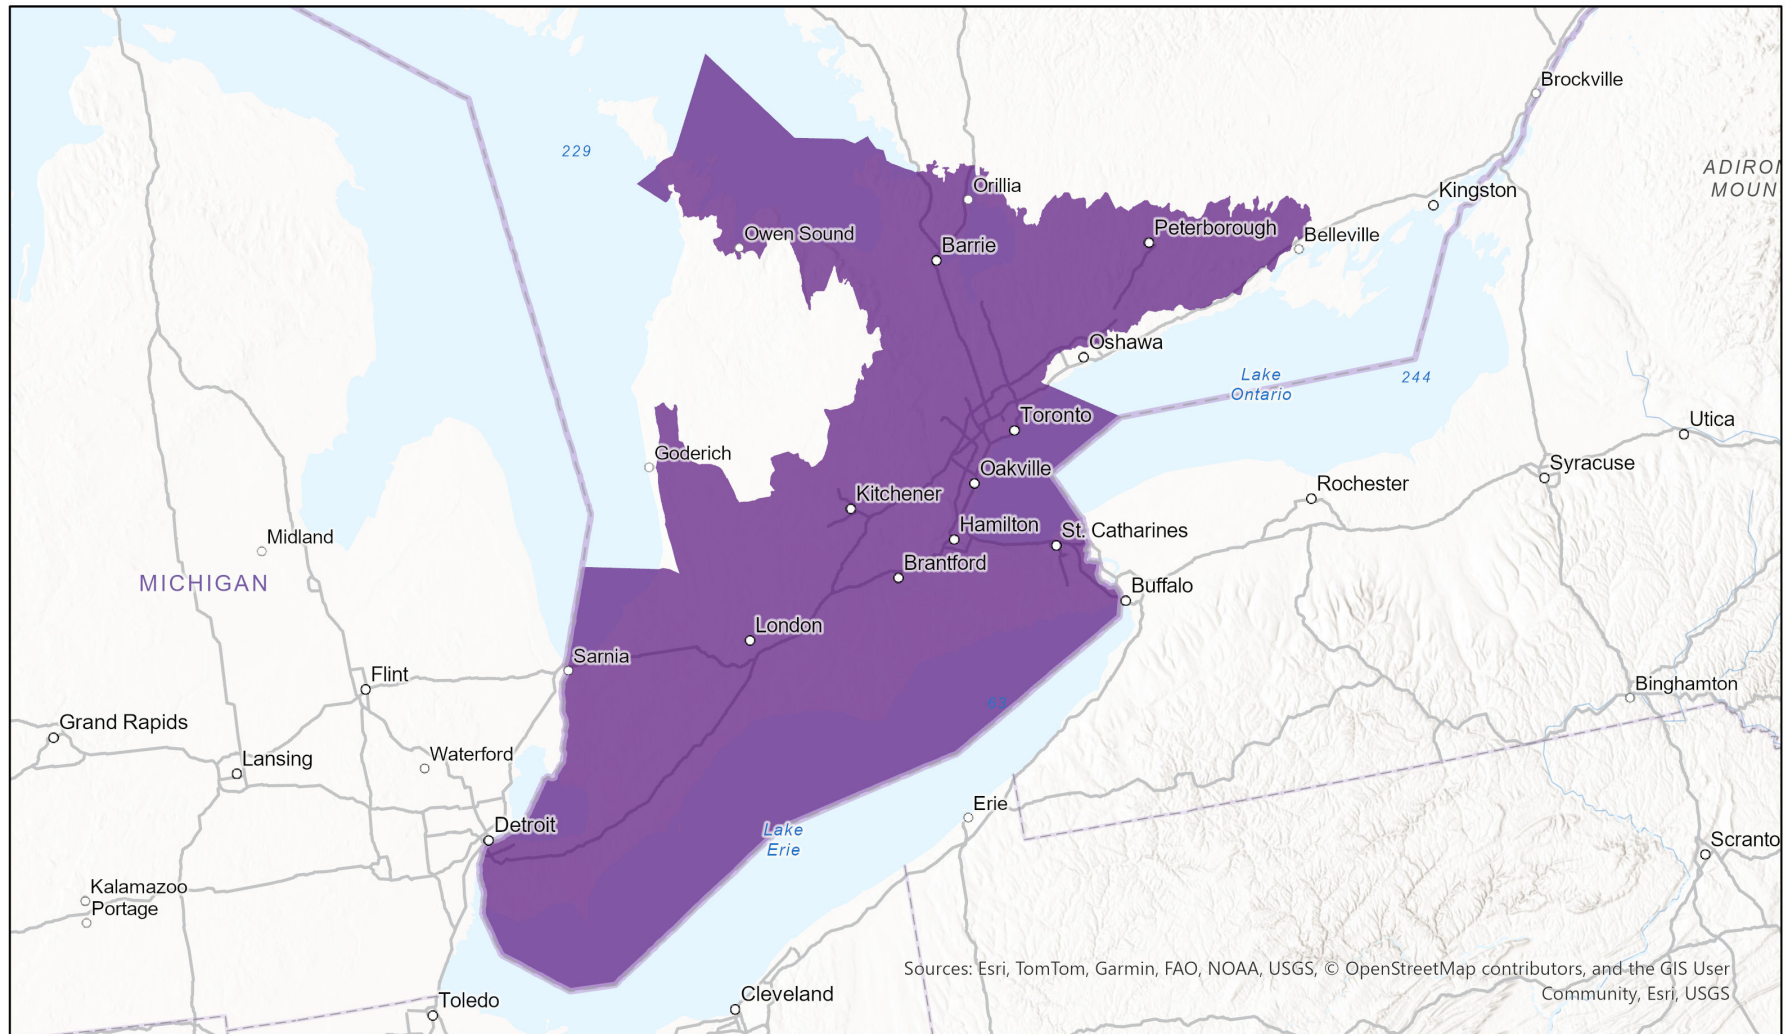 Brockville
229
ADIRON
MOUN
Orillia
Kingston
Owen Sound
Peterborough
Belleville
Barrie
Oshawa
Lake
Ontario
244
Toronto
Utica
Goderich
Oakville
Syracuse
Kitchener
Rochester
Hamilton
St. Catharines
Midland
Brantford
MICHIGAN
Buffalo
London
Sarnia
Flint
Binghamton
63
Grand Rapids
Waterford
Lansing
Erie
Detroit
Lake
Erie
Scranto
Kalamazoo
Portage
Sources: Esri, TomTom, Garmin, FAO, NOAA, USGS, © OpenStreetMap contributors, and the GIS User
Community, Esri, USGS
Toledo
Cleveland